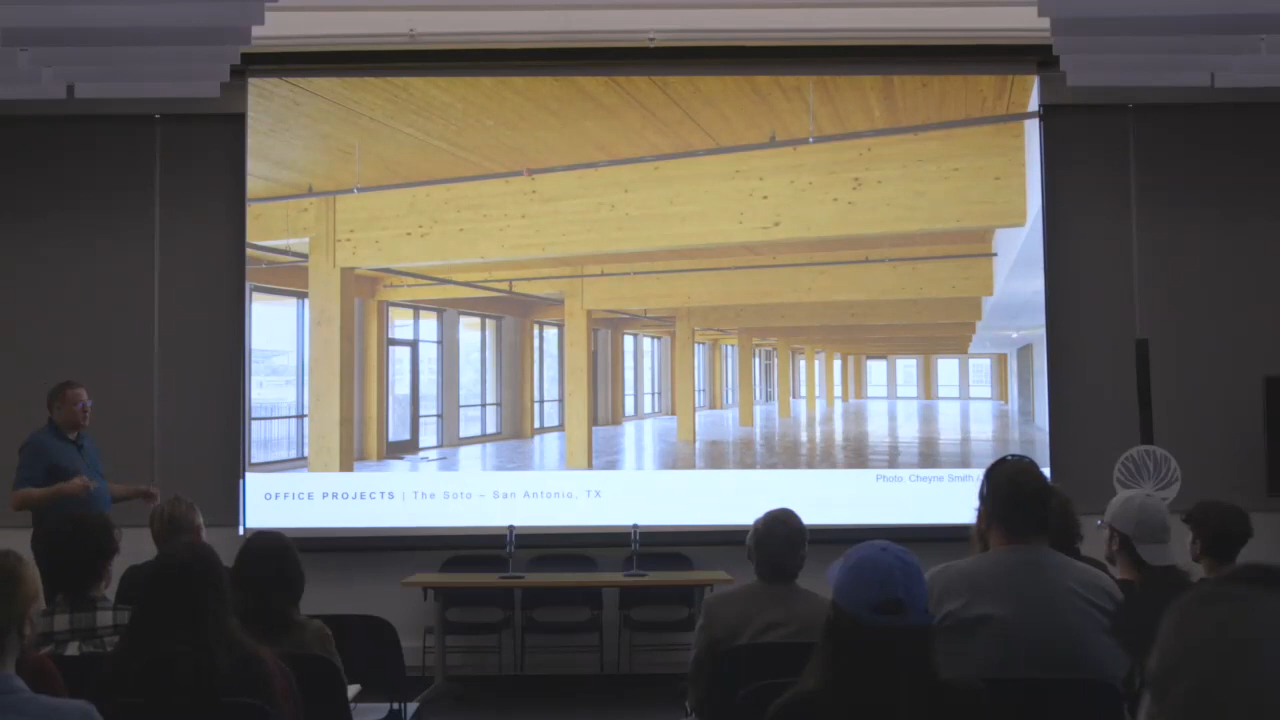 Photo: Cheyne Smith /
OFFICE PROJECTS | The Soto – San Antonio, TX